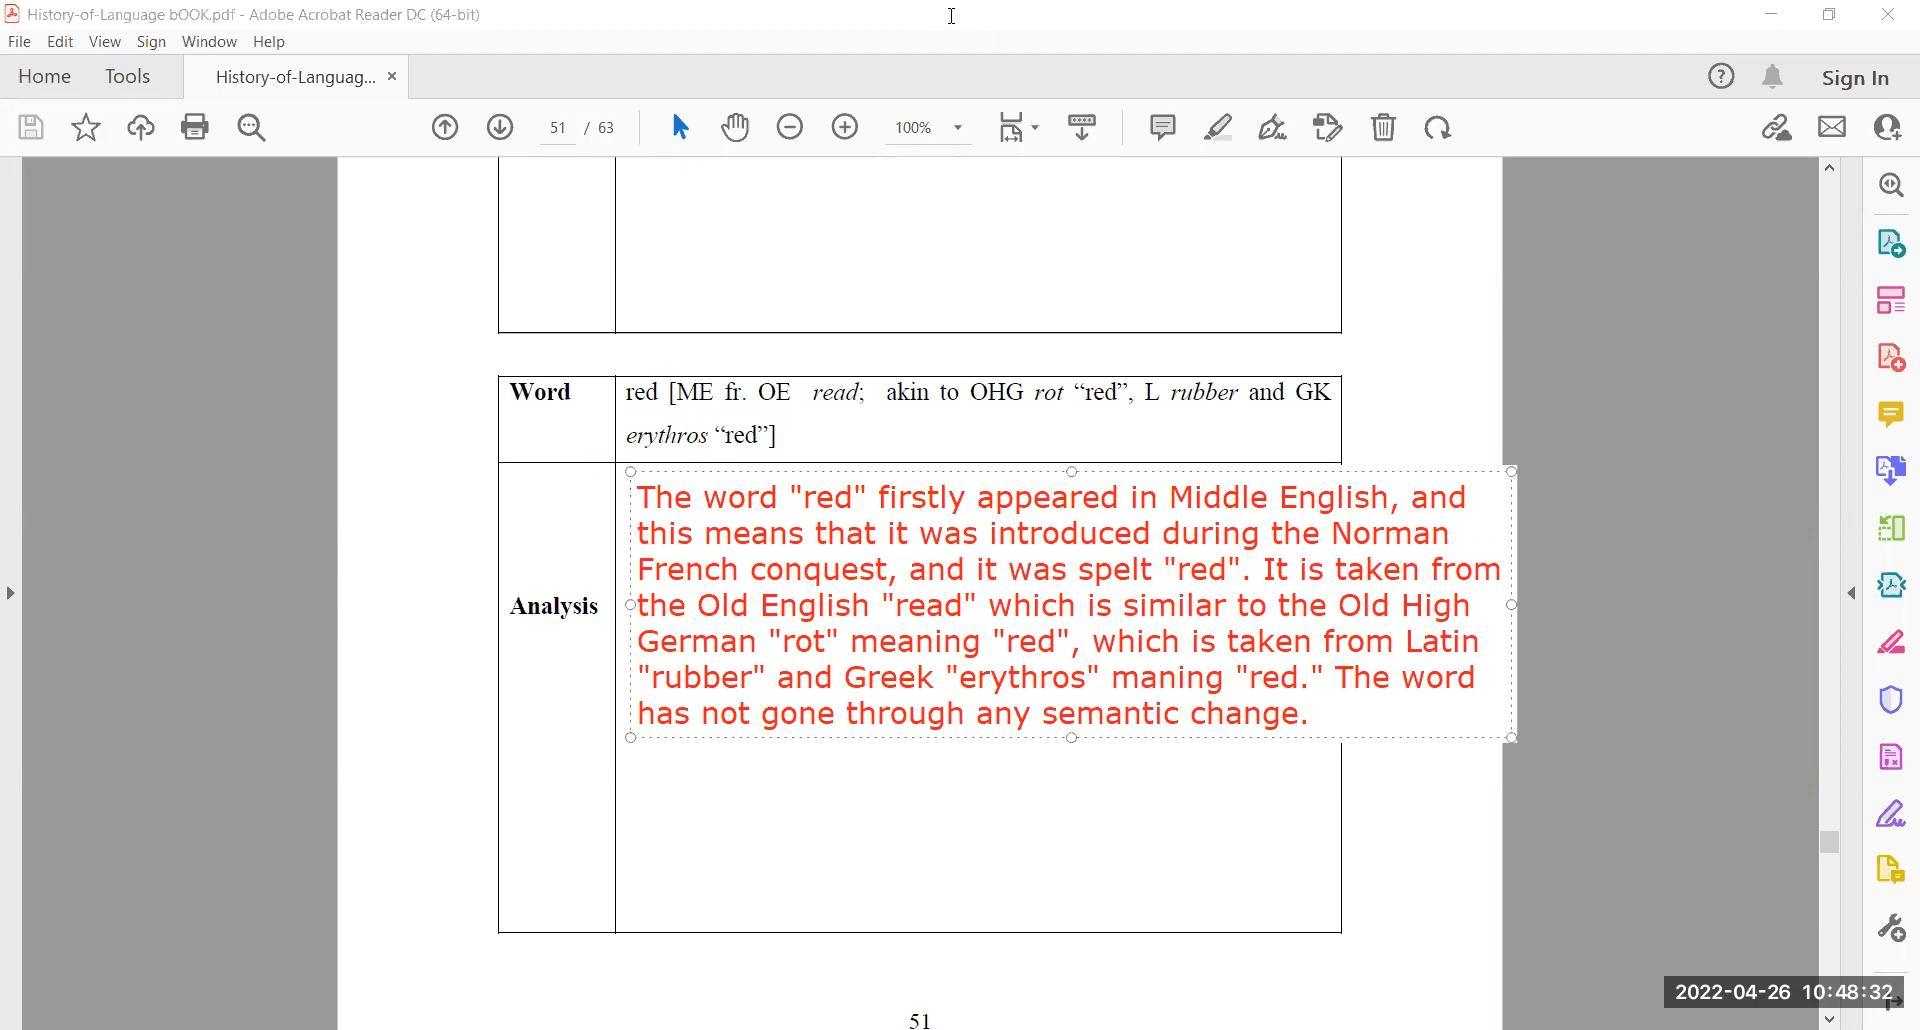 History-of-Language bOOK.pdf - Adobe Acrobat Reader DC (64-bit)
File Edit View Sign Window Help
Home Tools History-of-Languag... × Sign In
51 / 63 100%
Word red [ME fr. OE read; akin to OHG rot “red”, L rubber and GK
erythros “red”]
Analysis
The word "red" firstly appeared in Middle English, and
this means that it was introduced during the Norman
French conquest, and it was spelt "red". It is taken from
the Old English "read" which is similar to the Old High
German "rot" meaning "red", which is taken from Latin
"rubber" and Greek "erythros" maning "red." The word
has not gone through any semantic change.
51
2022-04-26 10:48:32